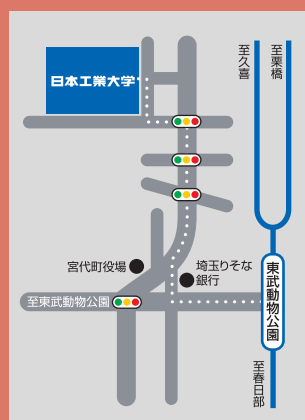 日本工業大学
至久喜
至栗橋
宮代町役場
埼玉りそな
銀行
至東武動物公園
東武動物公園
至春日部